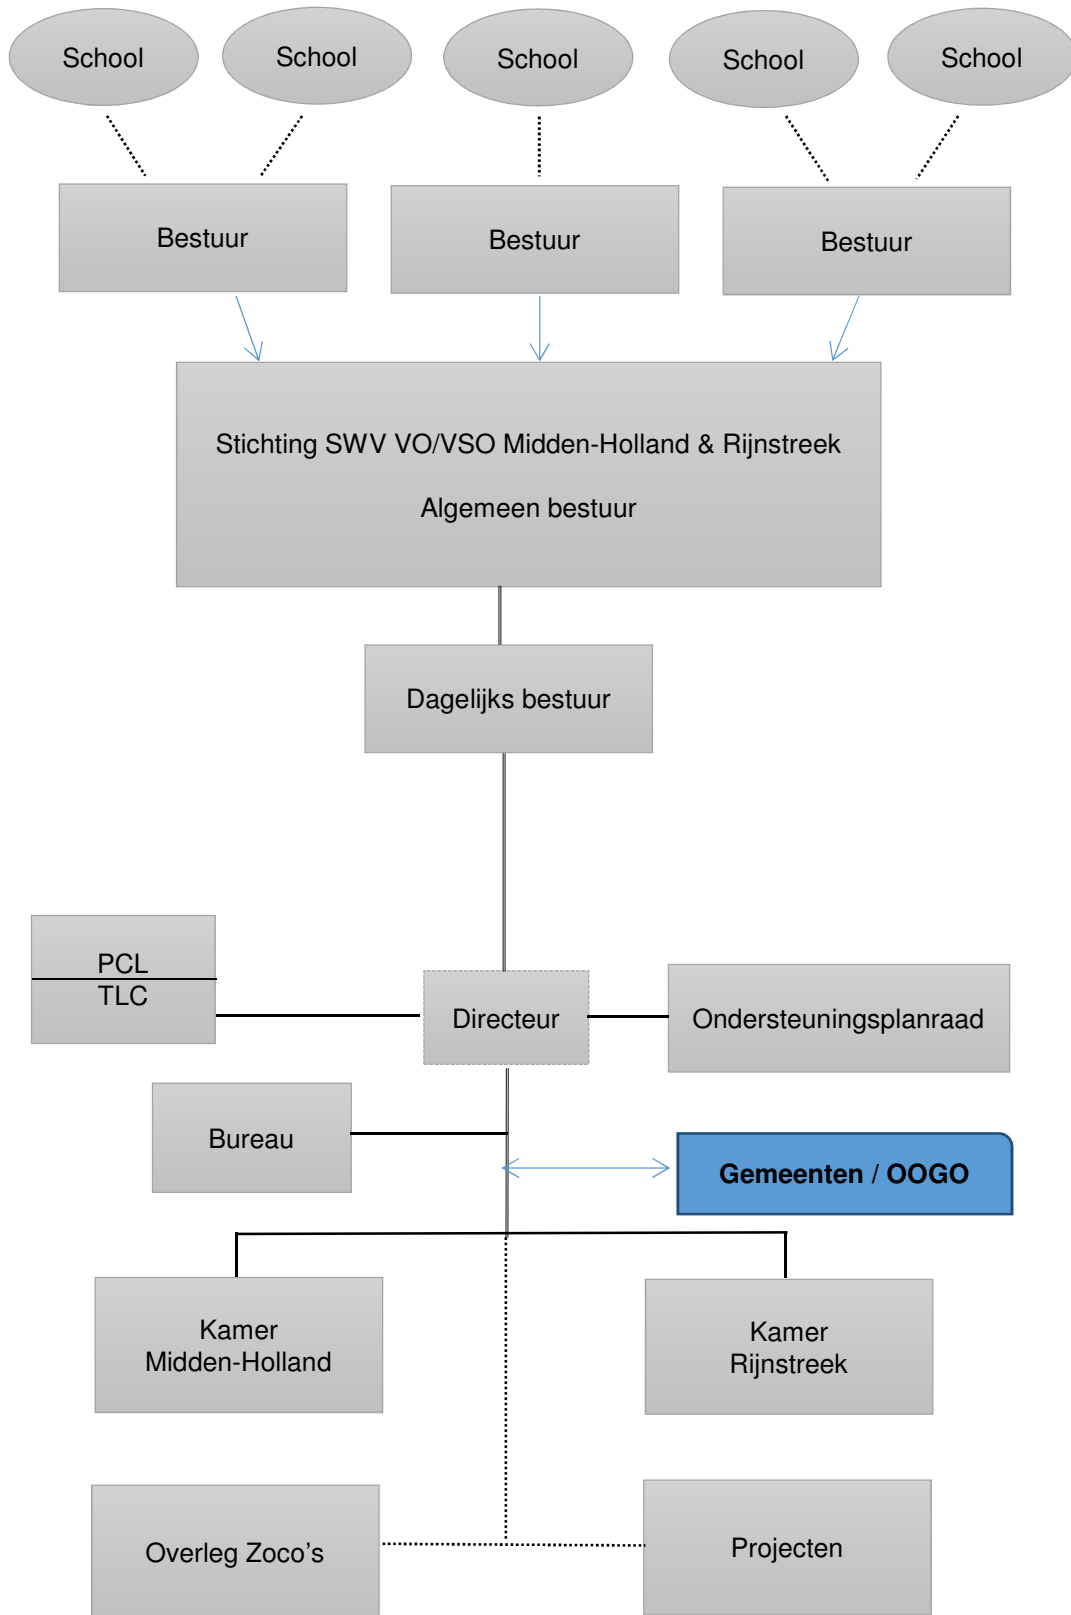 School
School
School
School
School
Bestuur
Bestuur
Bestuur
Stichting SWV VO/VSO Midden-Holland & Rijnstreek
Algemeen bestuur
Dagelijks bestuur
PCL
TLC
Directeur
Ondersteuningsplanraad
Bureau
Gemeenten / OOGO
Kamer
Midden-Holland
Kamer
Rijnstreek
Overleg Zoco’s
Projecten